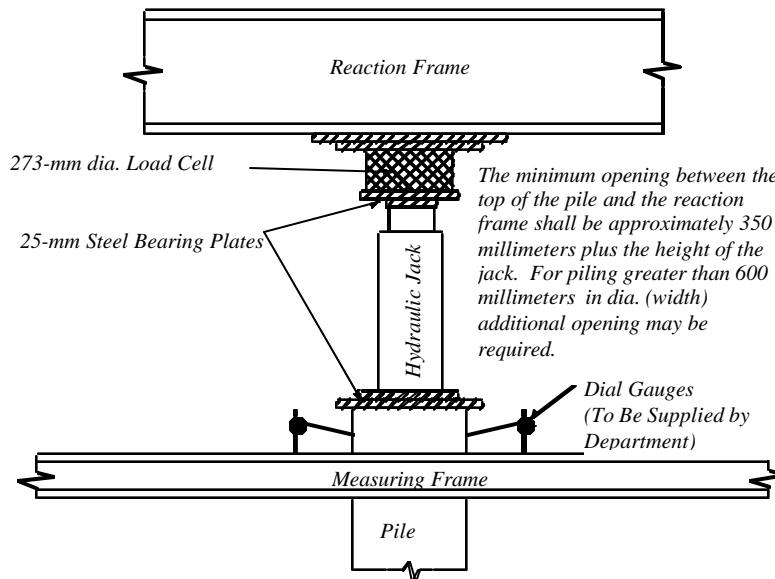 Reaction Frame
273-mm dia. Load Cell
The minimum opening between the
top of the pile and the reaction
frame shall be approximately 350
millimeters plus the height of the
jack. For piling greater than 600
millimeters in dia. (width)
additional opening may be
required.
25-mm Steel Bearing Plates
Hydraulic Jack
Dial Gauges
(To Be Supplied by
Department)
Measuring Frame
Pile